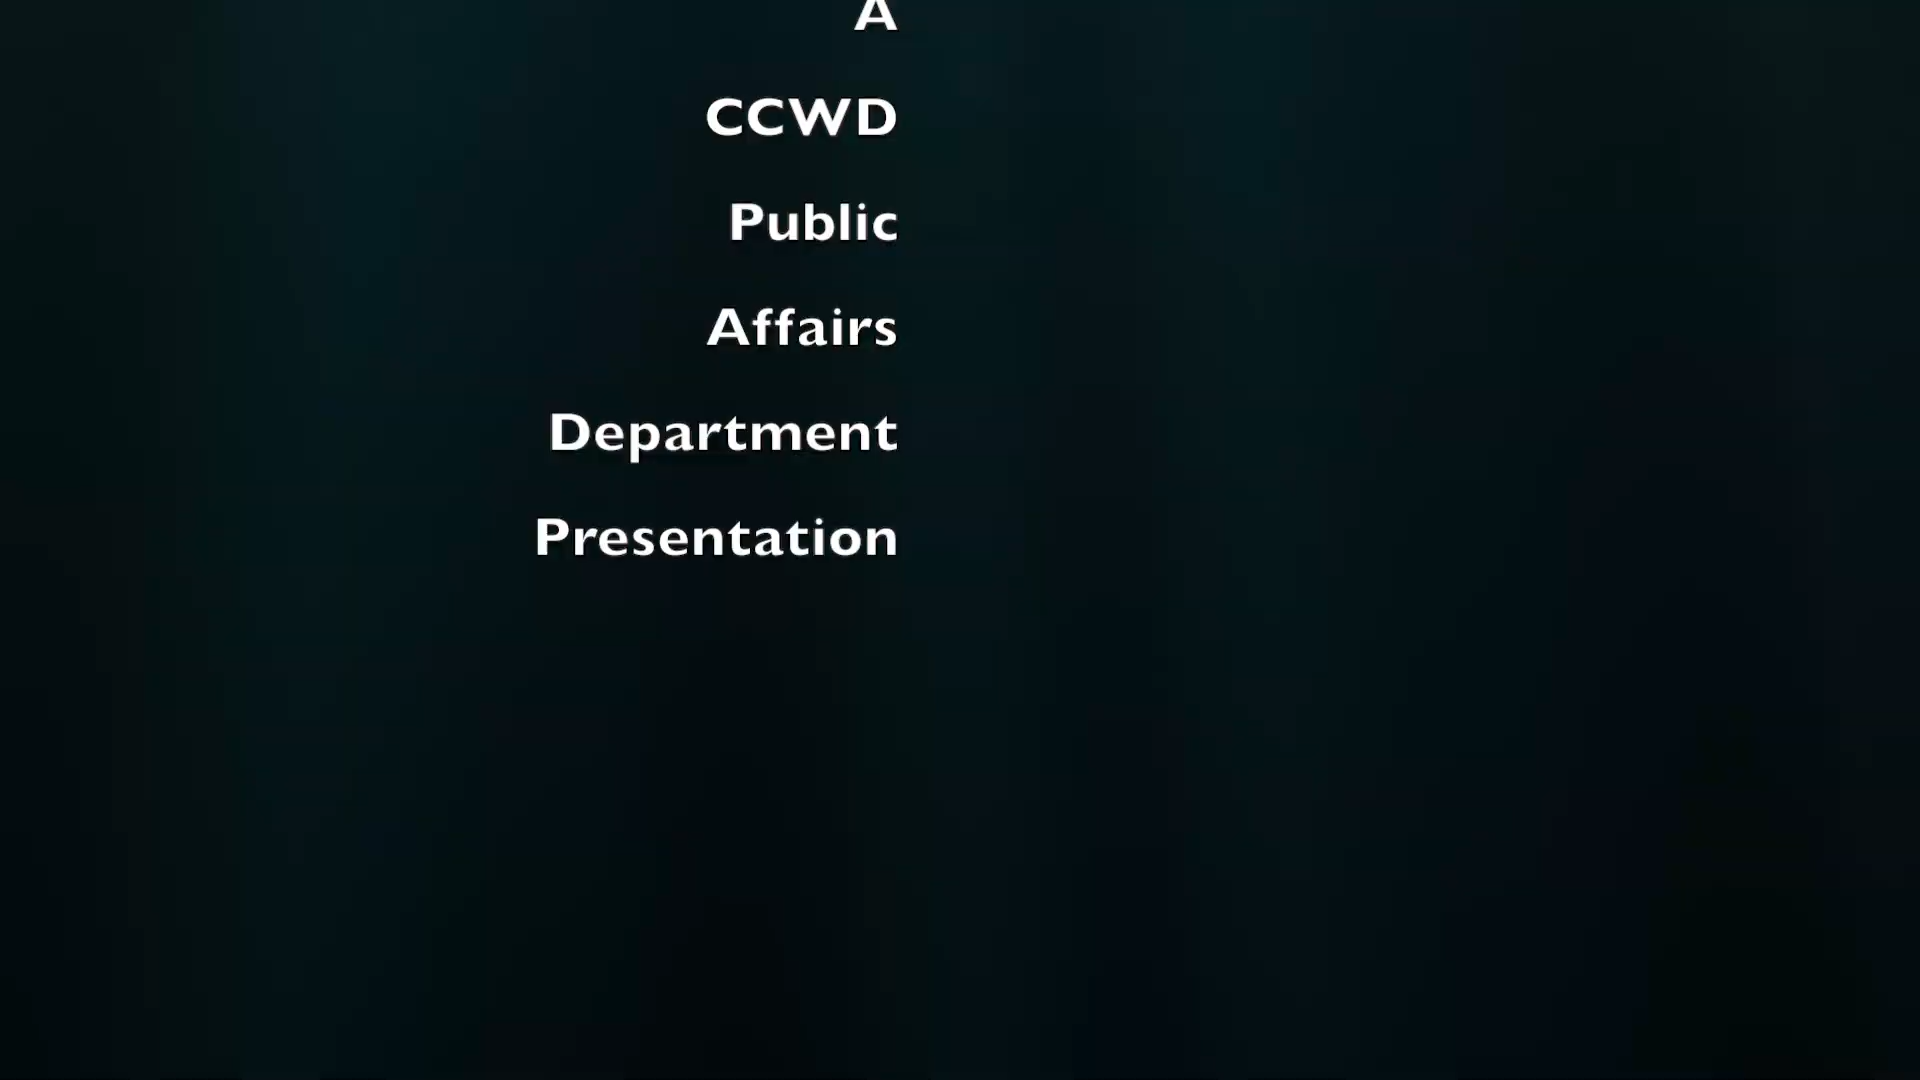 A
CCWD
Public
Affairs
Department
Presentation